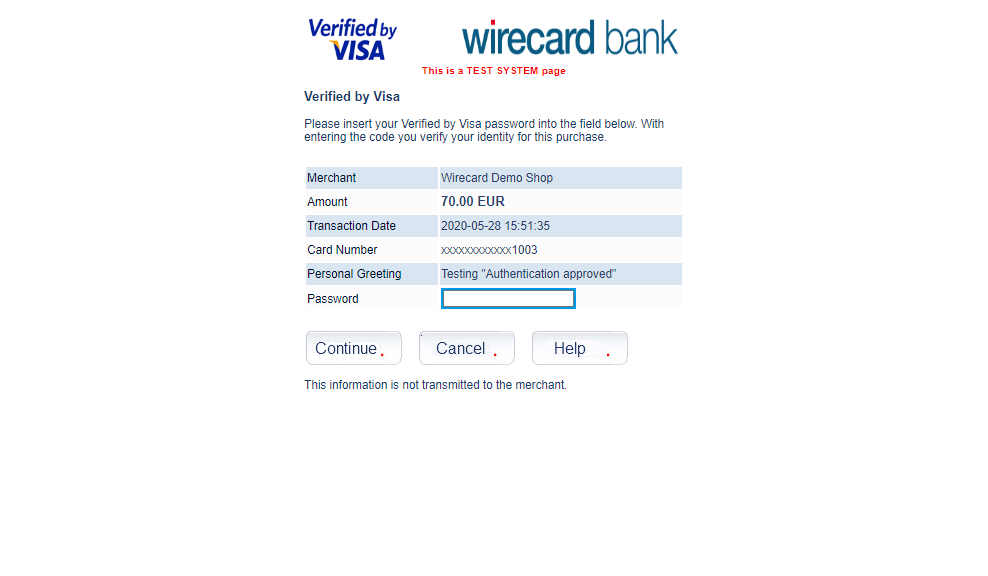 Verified by
VISA
wirecard bank
This is a TEST SYSTEM page
Verified by Visa
Please insert your Verified by Visa password into the field below. With
entering the code you verify your identity for this purchase.
Merchant Wirecard Demo Shop
Amount 70.00 EUR
Transaction Date 2020-05-28 15:51:35
Card Number xxxxxxxxxxxx1003
Personal Greeting Testing "Authentication approved"
Password
Continue . Cancel . Help .
This information is not transmitted to the merchant.